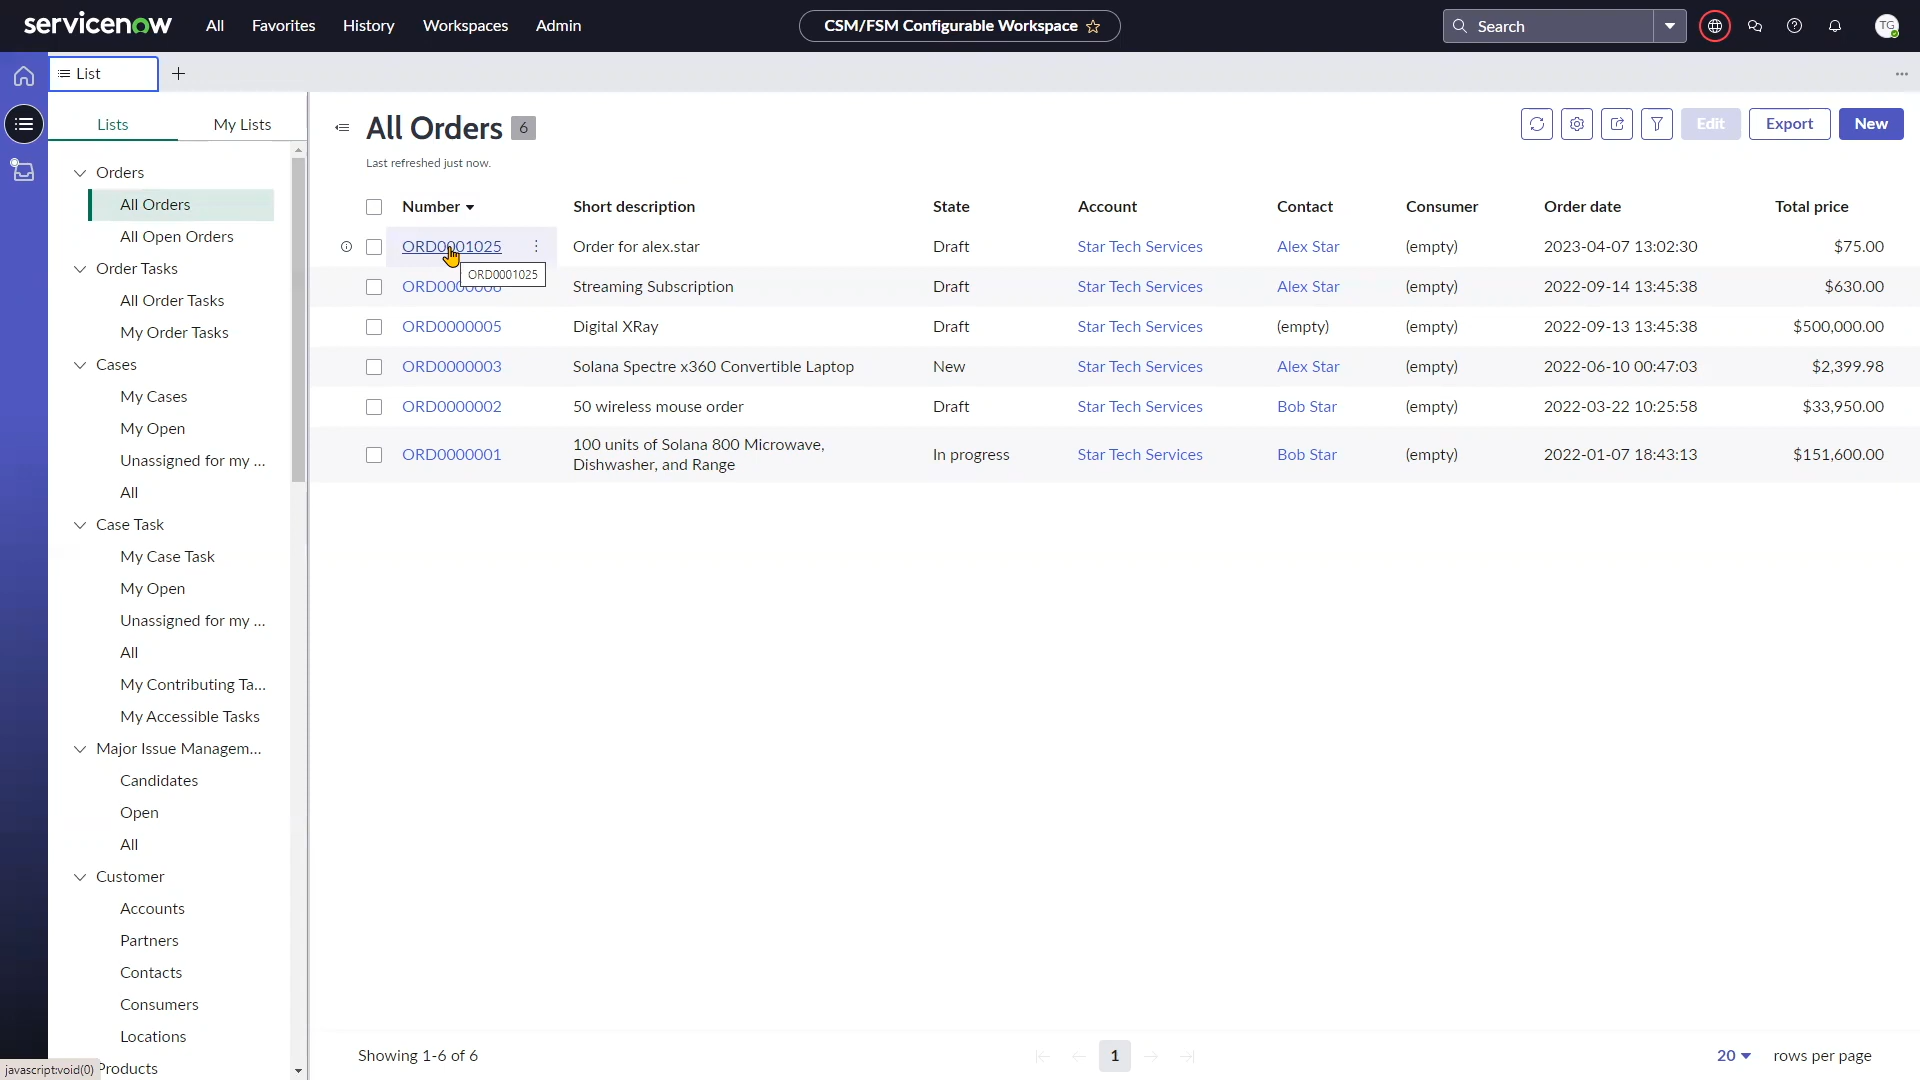 servicenow
All
Favorites
History
Workspaces
Admin
CSM/FSM Configurable Workspace
Search
TG
List
Lists
My Lists
Orders
All Orders
All Open Orders
Order Tasks
All Order Tasks
My Order Tasks
Cases
My Cases
My Open
Unassigned for my ...
All
Case Task
My Case Task
My Open
Unassigned for my ...
All
My Contributing Ta...
My Accessible Tasks
Major Issue Managem...
Candidates
Open
All
Customer
Accounts
Partners
Contacts
Consumers
Locations
Products
javascript:void(0)
All Orders 6
Last refreshed just now.
Edit
Export
New
Number Short description State Account Contact Consumer Order date Total price
ORD0001025 Order for alex.star Draft Star Tech Services Alex Star (empty) 2023-04-07 13:02:30 $75.00
ORD0001025
Streaming Subscription Draft Star Tech Services Alex Star (empty) 2022-09-14 13:45:38 $630.00
ORD0000005 Digital XRay Draft Star Tech Services (empty) (empty) 2022-09-13 13:45:38 $500,000.00
ORD0000003 Solana Spectre x360 Convertible Laptop New Star Tech Services Alex Star (empty) 2022-06-10 00:47:03 $2,399.98
ORD0000002 50 wireless mouse order Draft Star Tech Services Bob Star (empty) 2022-03-22 10:25:58 $33,950.00
ORD0000001 100 units of Solana 800 Microwave,
Dishwasher, and Range In progress Star Tech Services Bob Star (empty) 2022-01-07 18:43:13 $151,600.00
Showing 1-6 of 6
1
20 rows per page